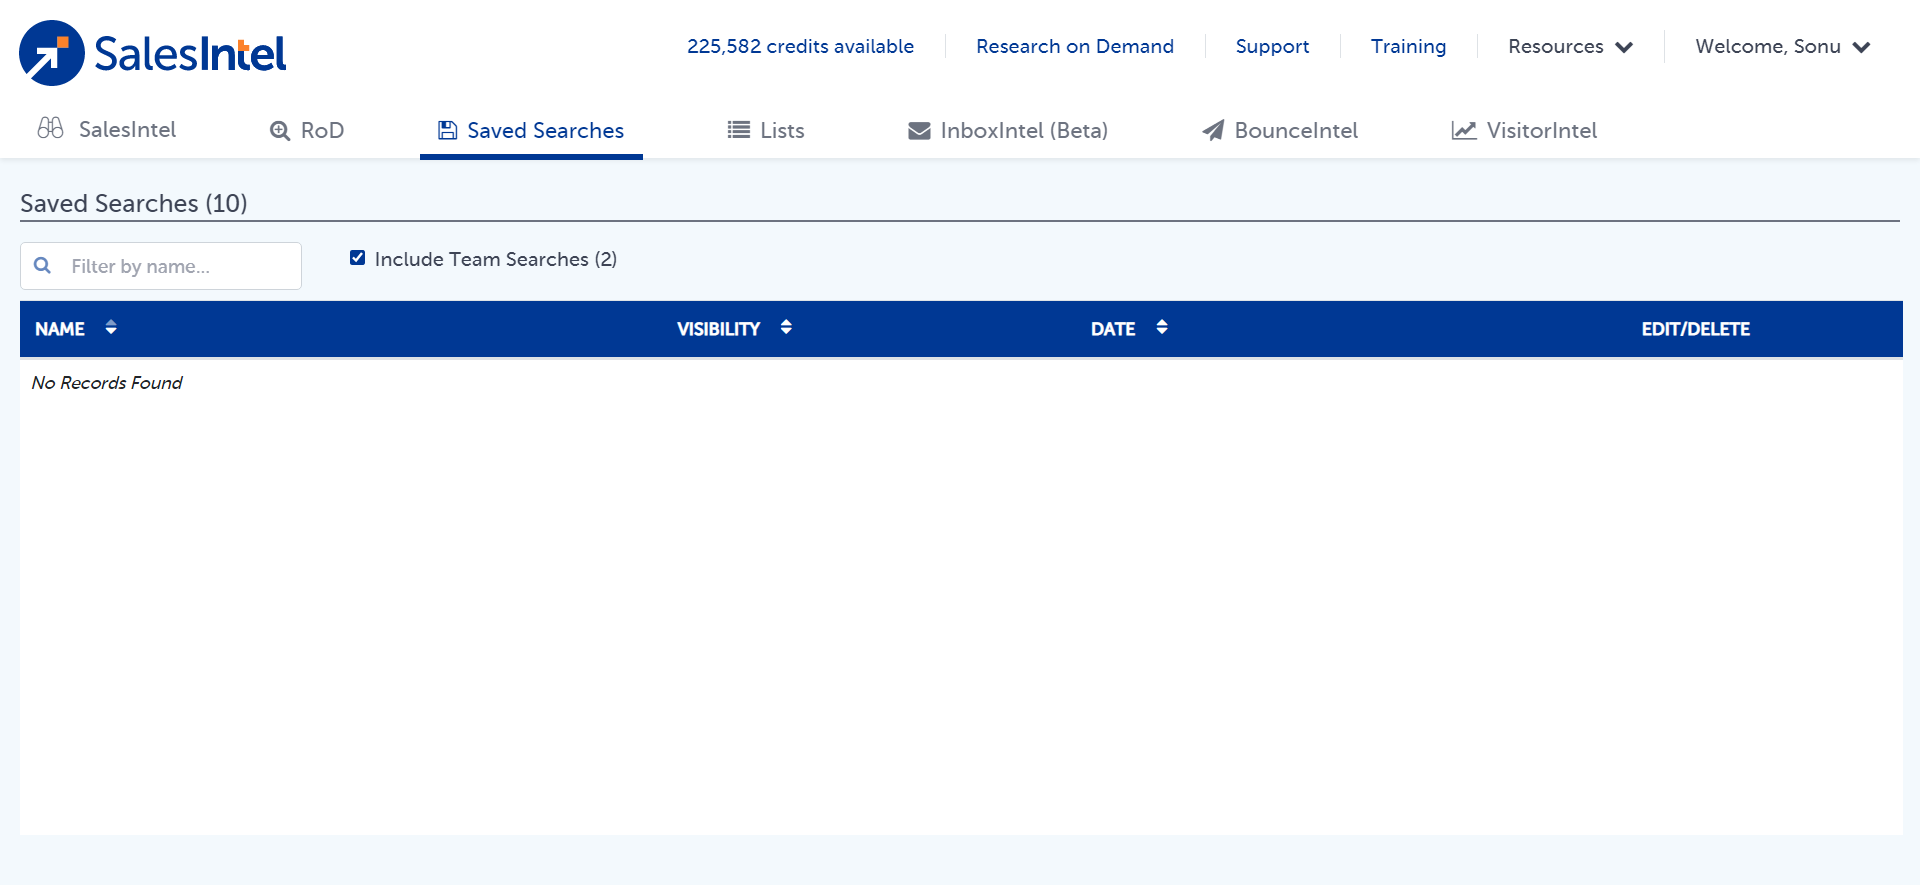 SalesIntel
225,582 credits available
Research on Demand
Support
Training
Resources
Welcome, Sonu
SalesIntel
RoD
Saved Searches
Lists
InboxIntel (Beta)
BounceIntel
VisitorIntel
Saved Searches (10)
Filter by name...
Include Team Searches (2)
NAME
VISIBILITY
DATE
EDIT/DELETE
No Records Found